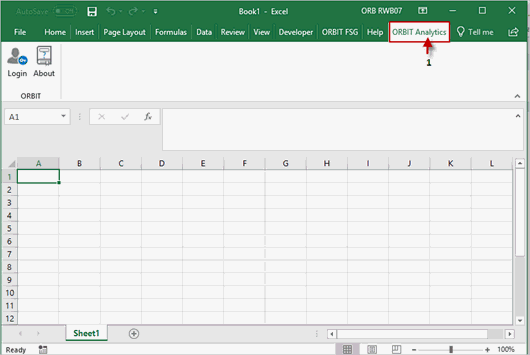 AutoSave Off Book1 - Excel ORB RWB07
File Home Insert Page Layout Formulas Data Review View Developer ORBIT FSG Help ORBIT Analytics Tell me
1
Login About
ORBIT
A1 fx
A B C D E F G H I J K L
1
2
3
4
5
6
7
8
9
10
11
12
Sheet1
Ready 100%